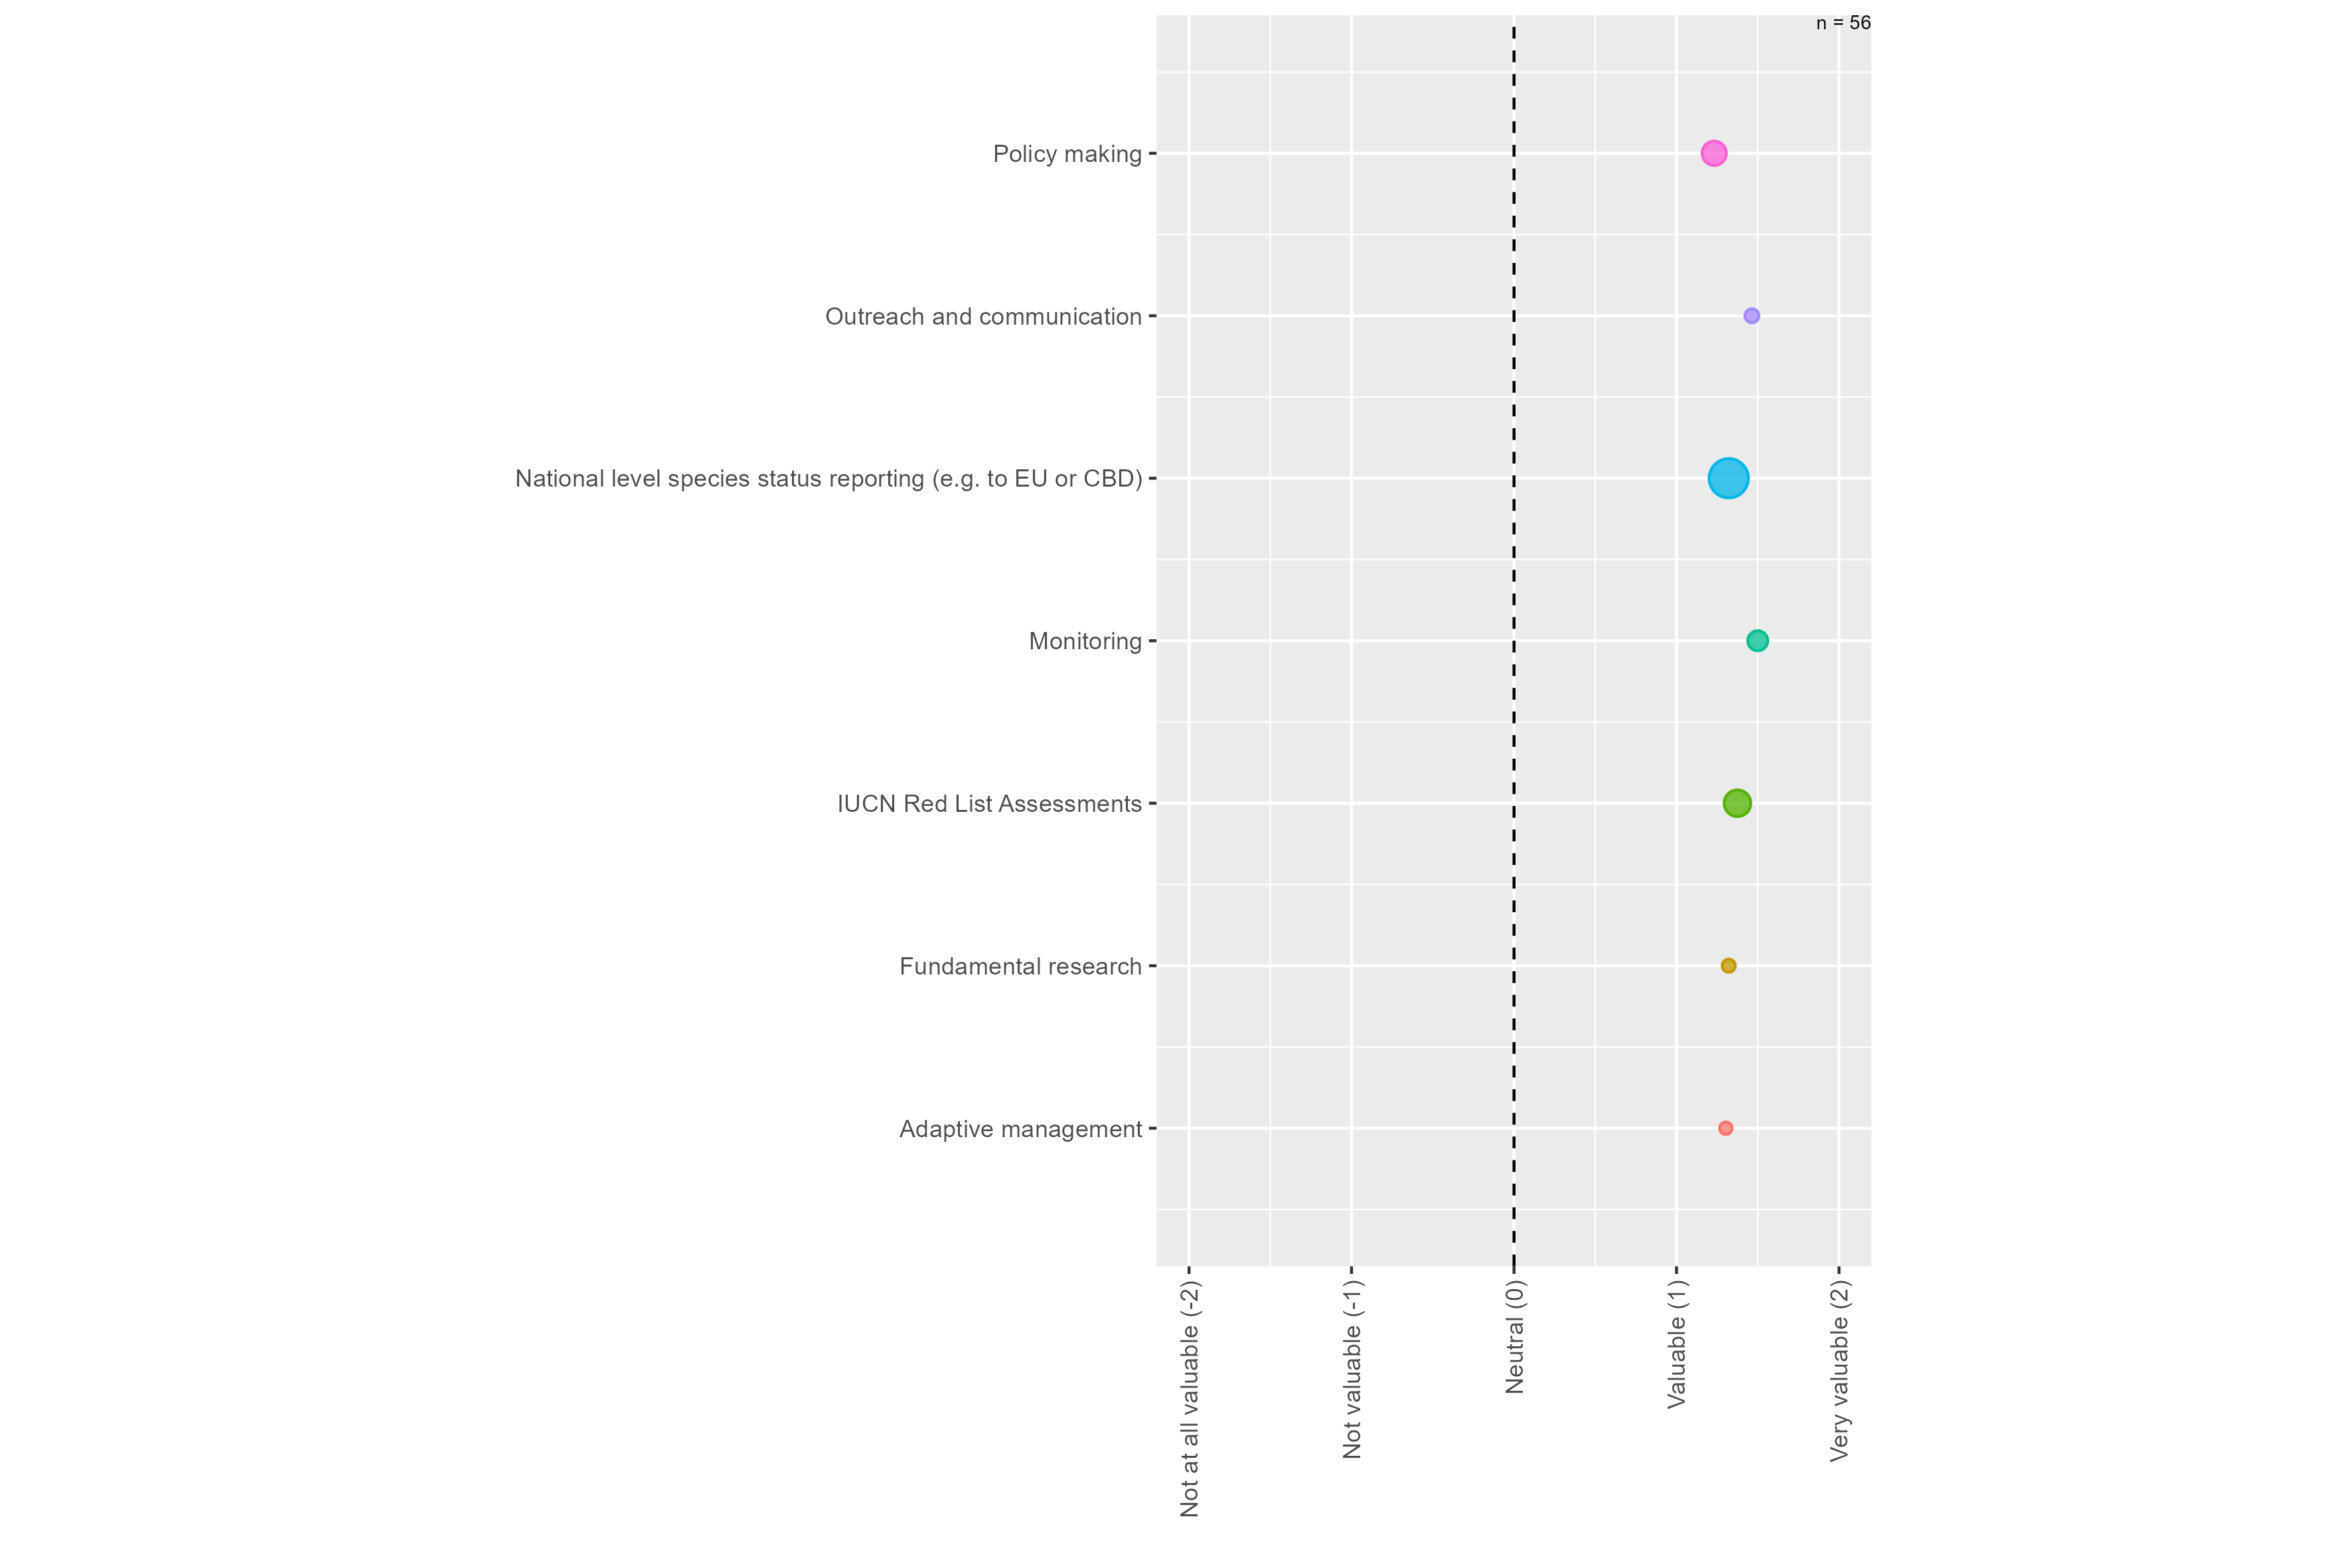 n = 56
Policy making
Outreach and communication
National level species status reporting (e.g. to EU or CBD)
Monitoring
IUCN Red List Assessments
Fundamental research
Adaptive management
Not at all valuable (-2)
Not valuable (-1)
Neutral (0)
Valuable (1)
Very valuable (2)